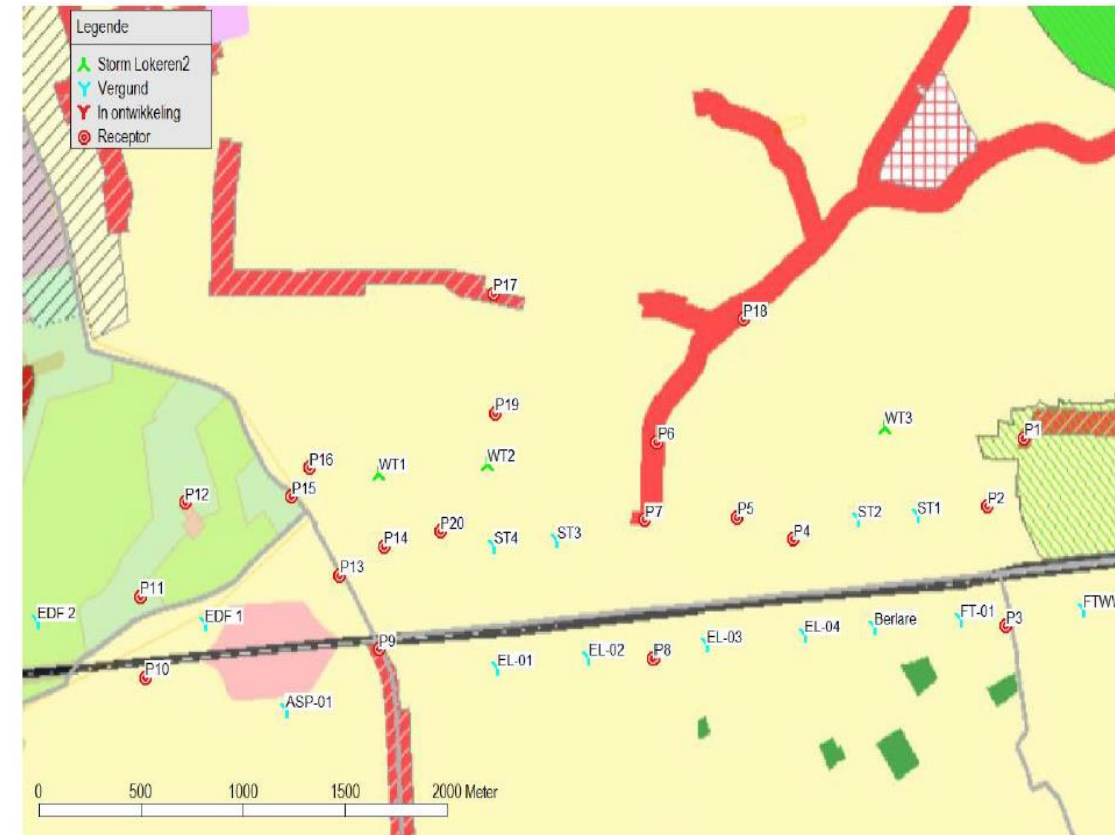 Legende
Storm Lokeren2
Vergund
In ontwikkeling
Receptor
P17
P18
P19
WT3
P1
P6
P16
WT1
WT2
P15
P12
P2
P7
P5
ST2
ST1
P20
P14
ST4
ST3
P4
P13
P11
EDF 2
EDF 1
FTWV
FT-01
P3
Berlare
EL-04
EL-03
P9
EL-02
P8
EL-01
P10
ASP-01
0 500 1000 1500 2000 Meter